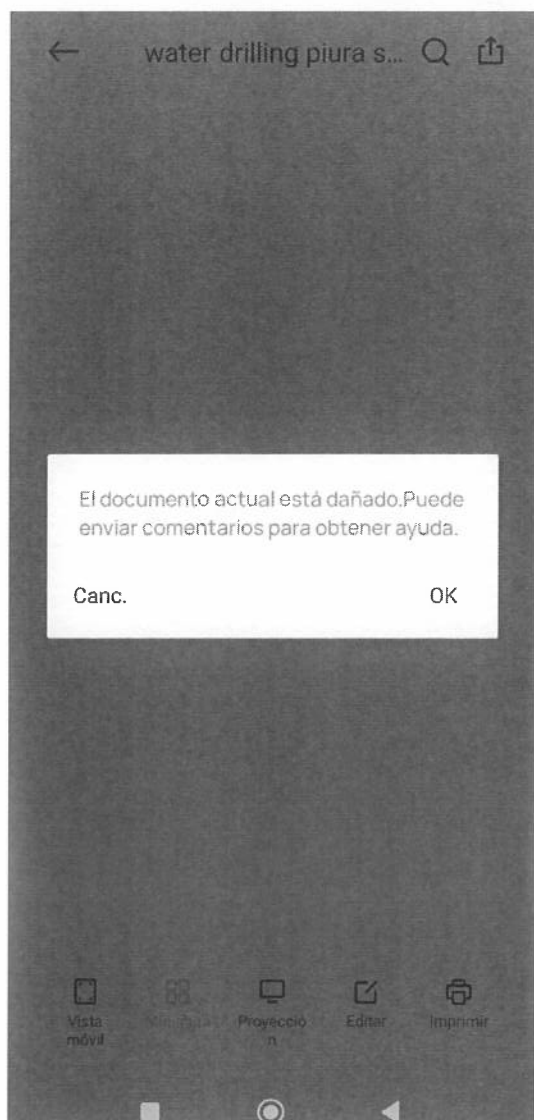 water drilling piura s...
El documento actual está dañado.Puede
enviar comentarios para obtener ayuda.
Canc.
OK
Vista
móvil
Proyecció
n
Editar
Imprimir